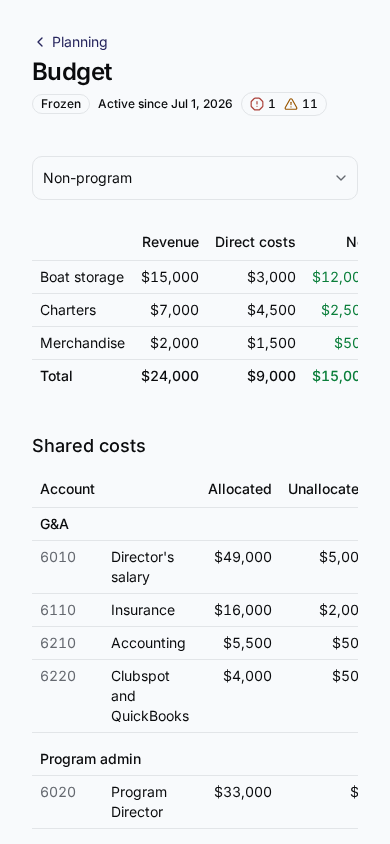 Planning
Budget
Frozen Active since Jul 1, 2026 1 11
Non-program
Revenue Direct costs
Boat storage $15,000 $3,000
Charters $7,000 $4,500
Merchandise $2,000 $1,500
Total $24,000 $9,000
Shared costs
Account Allocated
G&A
6010 Director's $49,000
salary
6110 Insurance $16,000
6210 Accounting $5,500
6220 Clubspot $4,000
and
QuickBooks
Program admin
6020 Program $33,000
Director